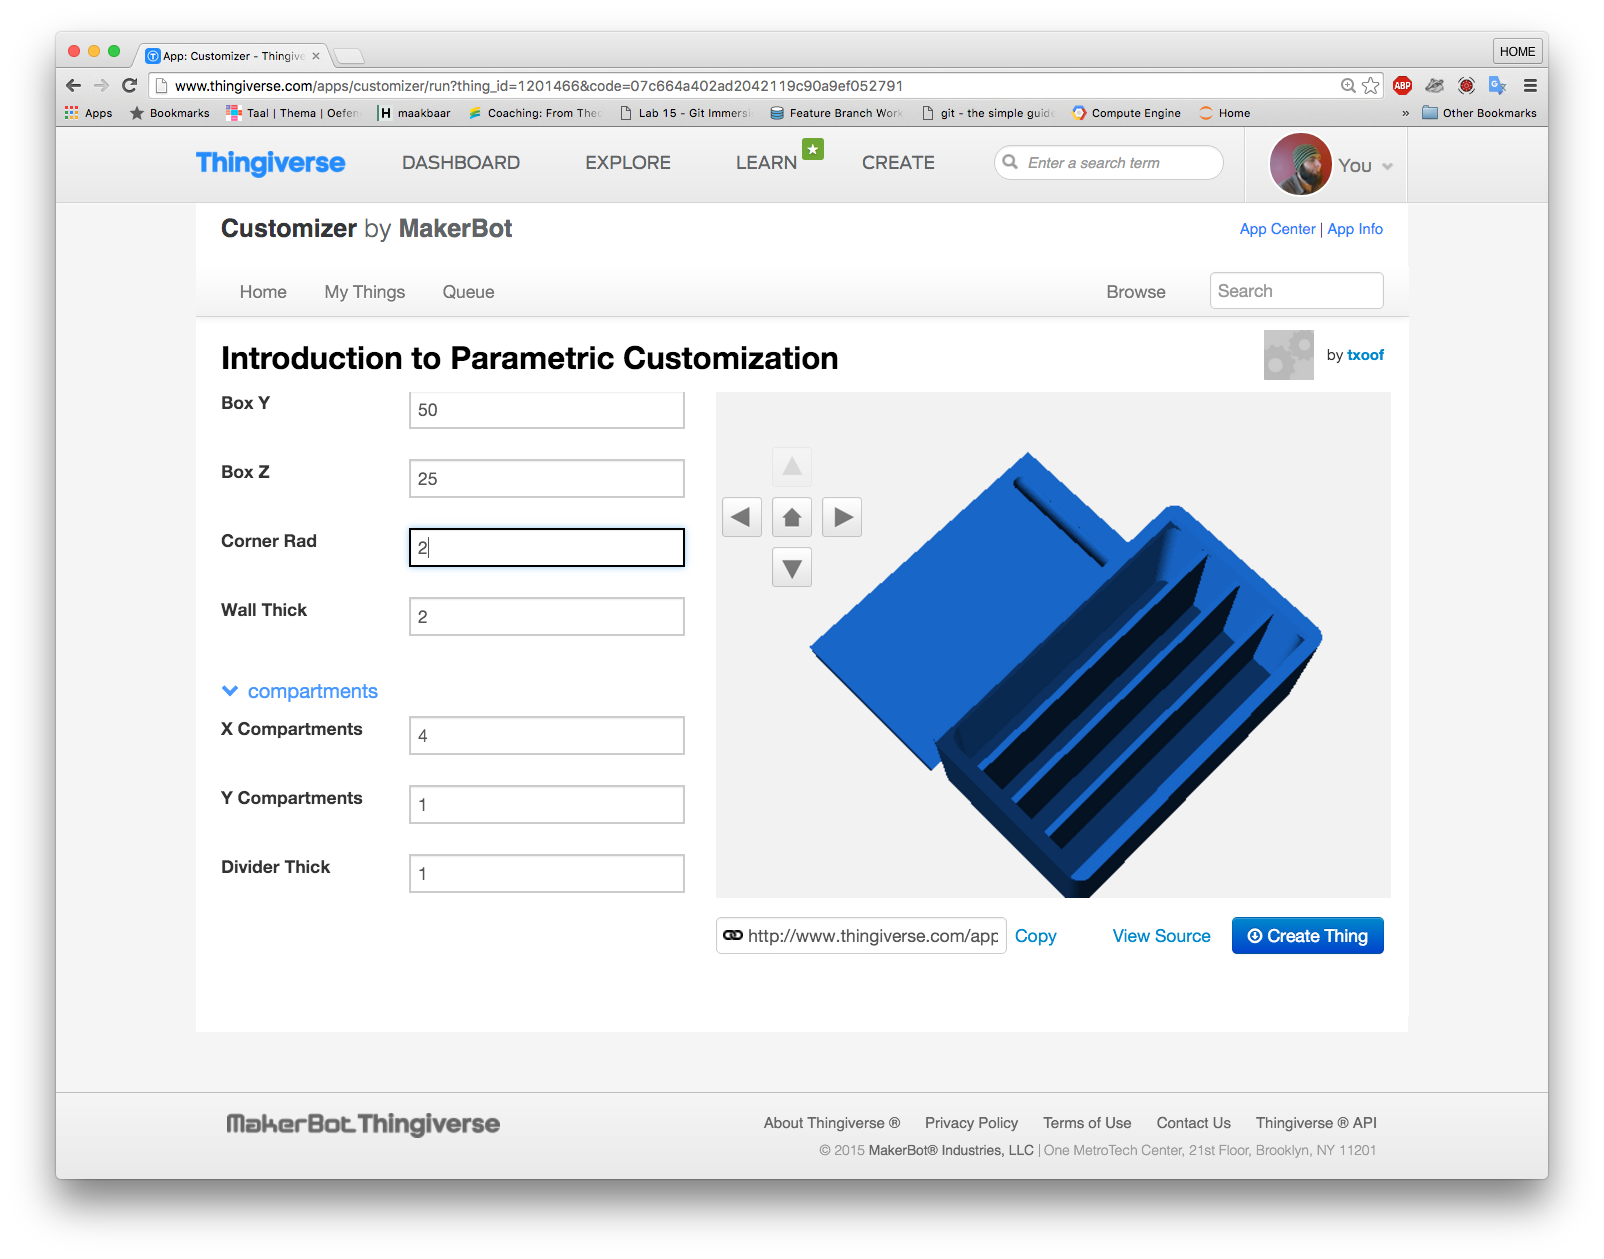 App: Customizer - Thingive
HOME
www.thingiverse.com/apps/customizer/run?thing_id=1201466&code=07c664a402ad2042119c90a9ef052791
ABP
Apps Bookmarks Taal | Thema | Oefen maakbaar Coaching: From The Lab 15 - Git Immersi Feature Branch Work git - the simple guide Compute Engine Home » Other Bookmarks
Thingiverse DASHBOARD EXPLORE LEARN CREATE Enter a search term You
Customizer by MakerBot App Center | App Info
Home My Things Queue Browse Search
Introduction to Parametric Customization by txoof
Box Y 50
Box Z 25
Corner Rad 2
Wall Thick 2
compartments
X Compartments 4
Y Compartments 1
Divider Thick 1
http://www.thingiverse.com/app Copy View Source Create Thing
MakerBot Thingiverse
About Thingiverse ® Privacy Policy Terms of Use Contact Us Thingiverse ® API
© 2015 MakerBot® Industries, LLC | One MetroTech Center, 21st Floor, Brooklyn, NY 11201